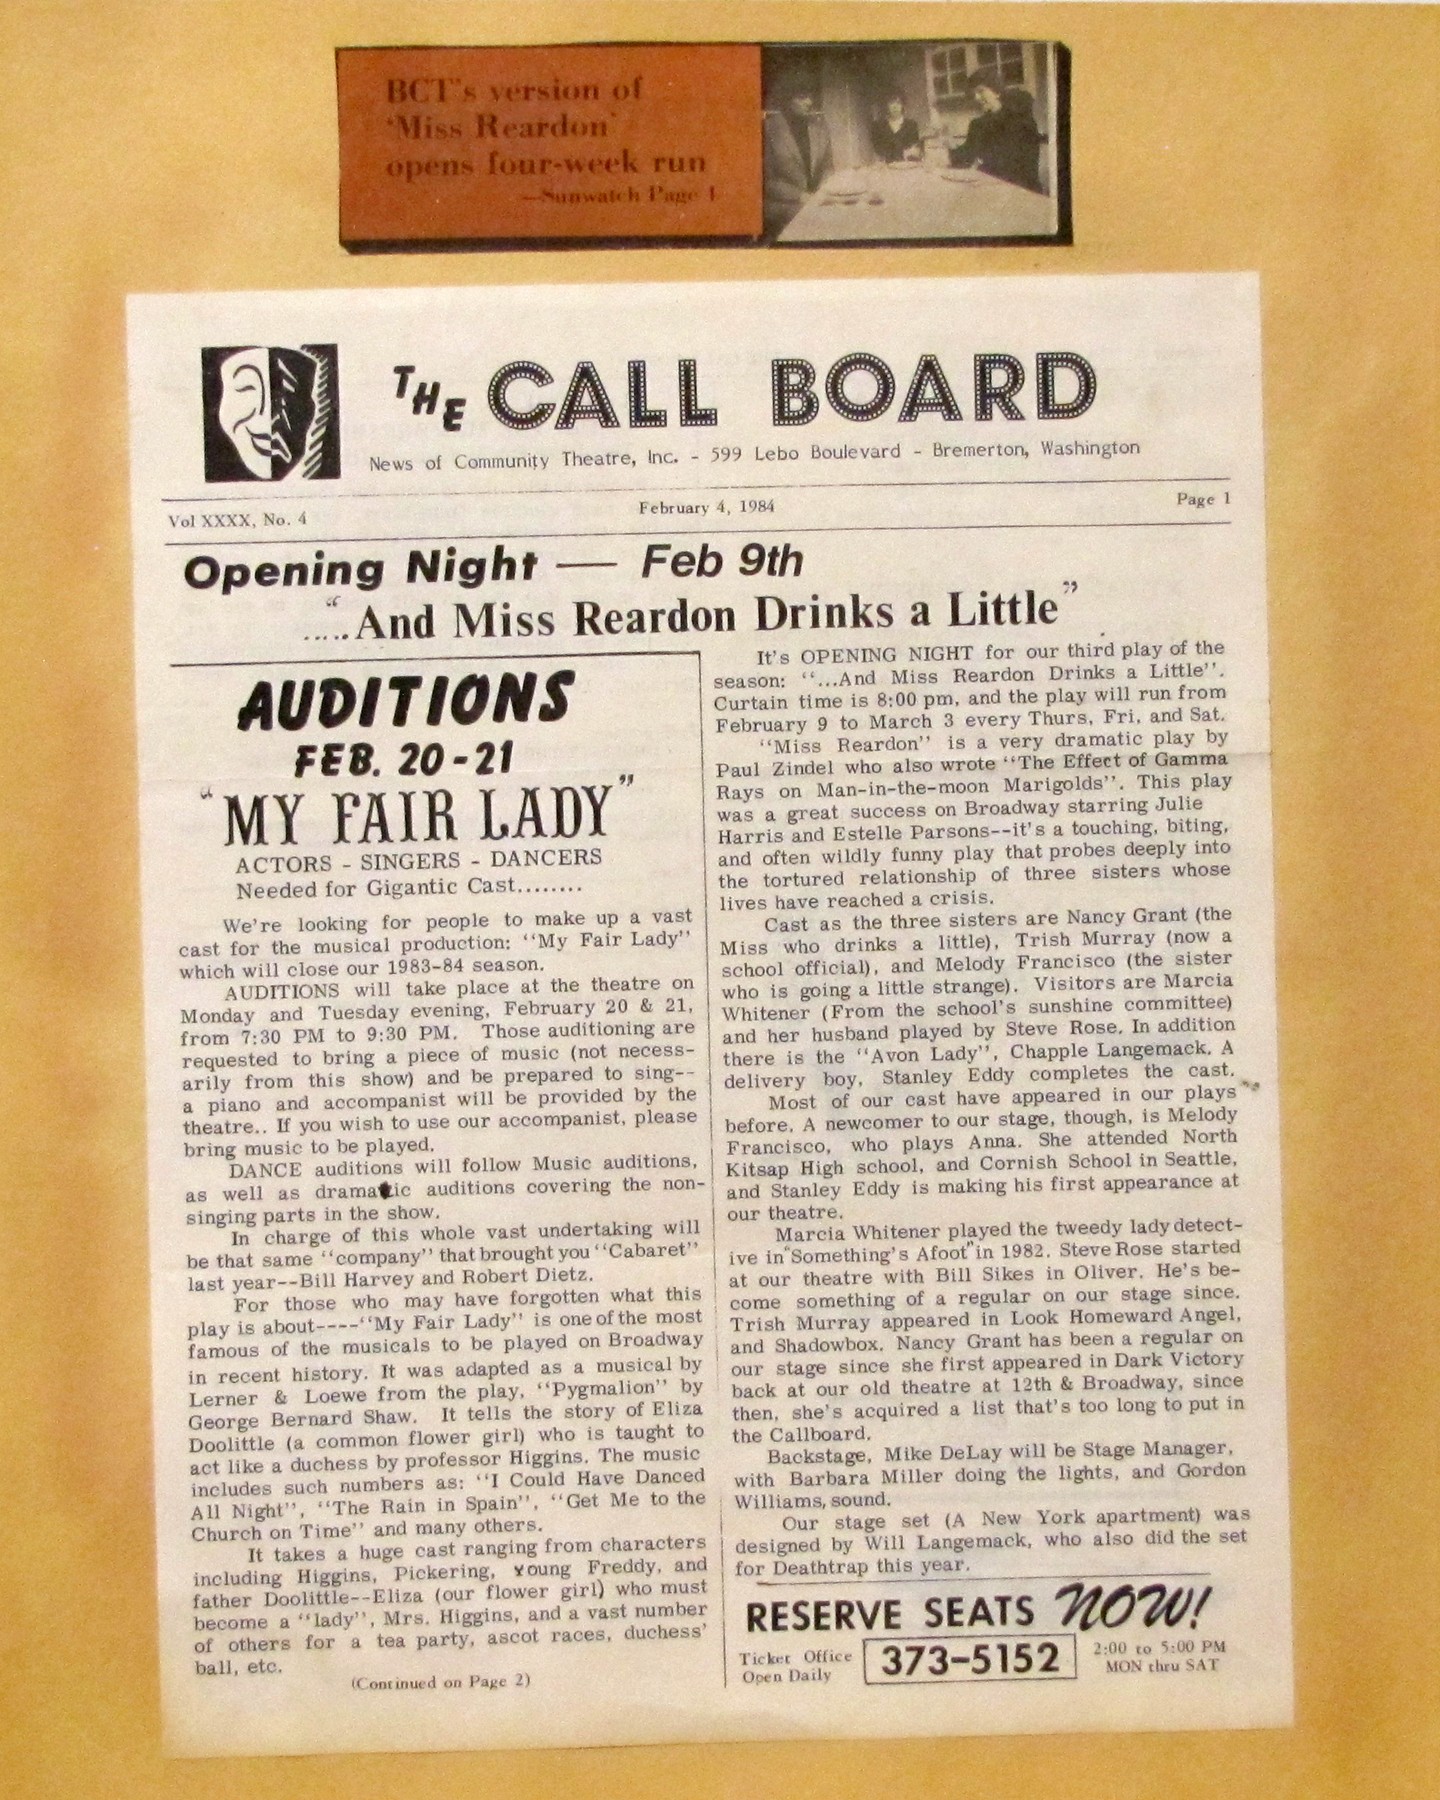 BCT's version of
'Miss Reardon'
opens four-week run
—Sunwatch Page 1
THE CALL BOARD
News of Community Theatre, Inc. - 599 Lebo Boulevard - Bremerton, Washington
Vol XXXX, No. 4
February 4, 1984
Page 1
Opening Night — Feb 9th
".....And Miss Reardon Drinks a Little"
AUDITIONS
FEB. 20-21
"MY FAIR LADY"
ACTORS - SINGERS - DANCERS
Needed for Gigantic Cast........
We're looking for people to make up a vast
cast for the musical production: "My Fair Lady"
which will close our 1983-84 season.
AUDITIONS will take place at the theatre on
Monday and Tuesday evening, February 20 & 21,
from 7:30 PM to 9:30 PM. Those auditioning are
requested to bring a piece of music (not necess-
arily from this show) and be prepared to sing--
a piano and accompanist will be provided by the
theatre.. If you wish to use our accompanist, please
bring music to be played.
DANCE auditions will follow Music auditions,
as well as dramatic auditions covering the non-
singing parts in the show.
In charge of this whole vast undertaking will
be that same "company" that brought you "Cabaret"
last year--Bill Harvey and Robert Dietz.
For those who may have forgotten what this
play is about----"My Fair Lady" is one of the most
famous of the musicals to be played on Broadway
in recent history. It was adapted as a musical by
Lerner & Loewe from the play, "Pygmalion" by
George Bernard Shaw. It tells the story of Eliza
Doolittle (a common flower girl) who is taught to
act like a duchess by professor Higgins. The music
includes such numbers as: "I Could Have Danced
All Night", "The Rain in Spain", "Get Me to the
Church on Time" and many others.
It takes a huge cast ranging from characters
including Higgins, Pickering, young Freddy, and
father Doolittle--Eliza (our flower girl) who must
become a "lady", Mrs. Higgins, and a vast number
of others for a tea party, ascot races, duchess'
ball, etc.
(Continued on Page 2)
It's OPENING NIGHT for our third play of the
season: "...And Miss Reardon Drinks a Little".
Curtain time is 8:00 pm, and the play will run from
February 9 to March 3 every Thurs, Fri, and Sat.
"Miss Reardon" is a very dramatic play by
Paul Zindel who also wrote "The Effect of Gamma
Rays on Man-in-the-moon Marigolds". This play
was a great success on Broadway starring Julie
Harris and Estelle Parsons--it's a touching, biting,
and often wildly funny play that probes deeply into
the tortured relationship of three sisters whose
lives have reached a crisis.
Cast as the three sisters are Nancy Grant (the
Miss who drinks a little), Trish Murray (now a
school official), and Melody Francisco (the sister
who is going a little strange). Visitors are Marcia
Whitener (From the school's sunshine committee)
and her husband played by Steve Rose. In addition
there is the "Avon Lady", Chapple Langemack. A
delivery boy, Stanley Eddy completes the cast.
Most of our cast have appeared in our plays
before. A newcomer to our stage, though, is Melody
Francisco, who plays Anna. She attended North
Kitsap High school, and Cornish School in Seattle,
and Stanley Eddy is making his first appearance at
our theatre.
Marcia Whitener played the tweedy lady detect-
ive in "Something's Afoot" in 1982. Steve Rose started
at our theatre with Bill Sikes in Oliver. He's be-
come something of a regular on our stage since.
Trish Murray appeared in Look Homeward Angel,
and Shadowbox. Nancy Grant has been a regular on
our stage since she first appeared in Dark Victory
back at our old theatre at 12th & Broadway, since
then, she's acquired a list that's too long to put in
the Callboard.
Backstage, Mike DeLay will be Stage Manager,
with Barbara Miller doing the lights, and Gordon
Williams, sound.
Our stage set (A New York apartment) was
designed by Will Langemack, who also did the set
for Deathtrap this year.
RESERVE SEATS NOW!
Ticket Office
Open Daily
373-5152
2:00 to 5:00 PM
MON thru SAT